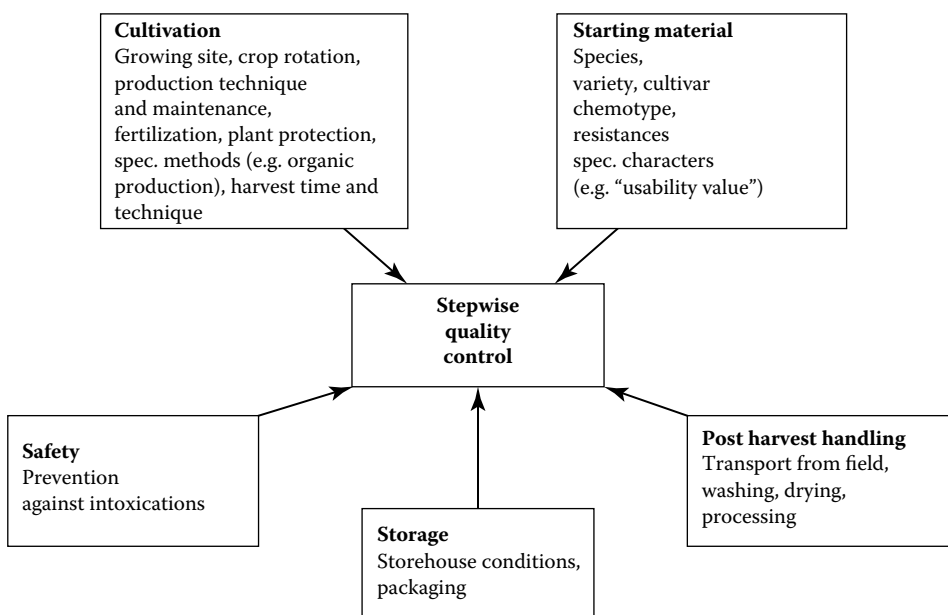 Cultivation
Growing site, crop rotation,
production technique
and maintenance,
fertilization, plant protection,
spec. methods (e.g. organic
production), harvest time and
technique
Starting material
Species,
variety, cultivar
chemotype,
resistances
spec. characters
(e.g. “usability value”)
Stepwise
quality
control
Safety
Prevention
against intoxications
Storage
Storehouse conditions,
packaging
Post harvest handling
Transport from field,
washing, drying,
processing